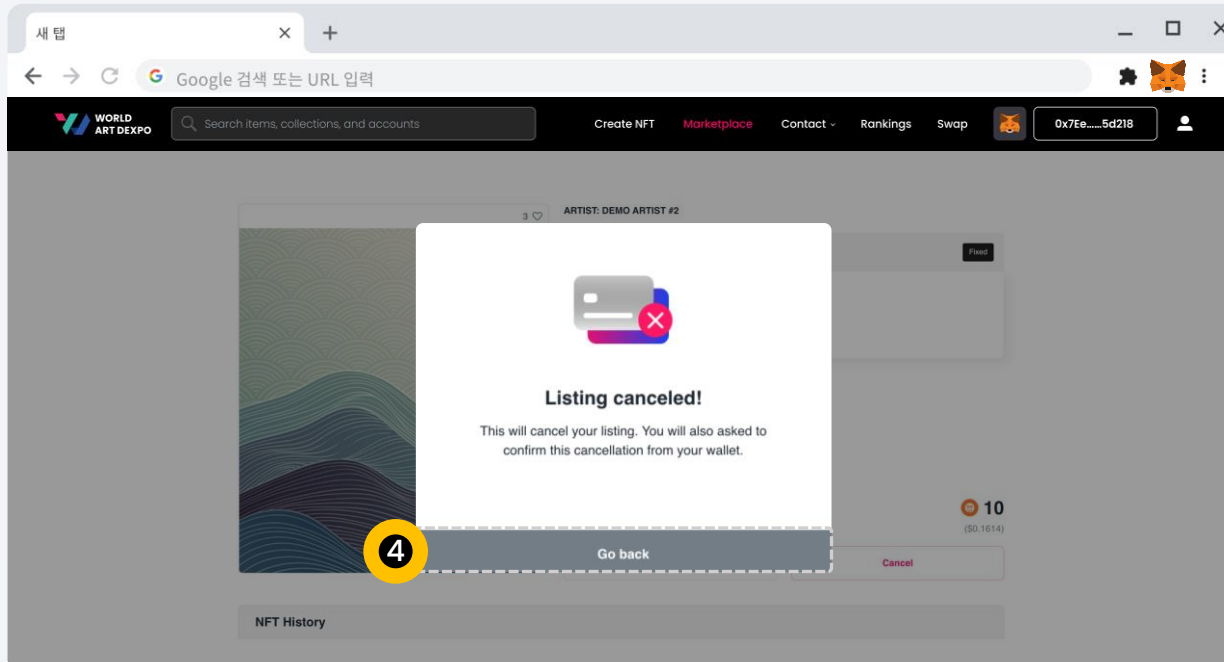 새 탭
Google 검색 또는 URL 입력
WORLD
ART DEXPO
Search items, collections, and accounts
Create NFT
Marketplace
Contact
Rankings
Swap
0x7Ee......5d218
3
ARTIST: DEMO ARTIST #2
Fixed
Listing canceled!
This will cancel your listing. You will also asked to
confirm this cancellation from your wallet.
10
($0.1614)
4
Go back
Cancel
NFT History